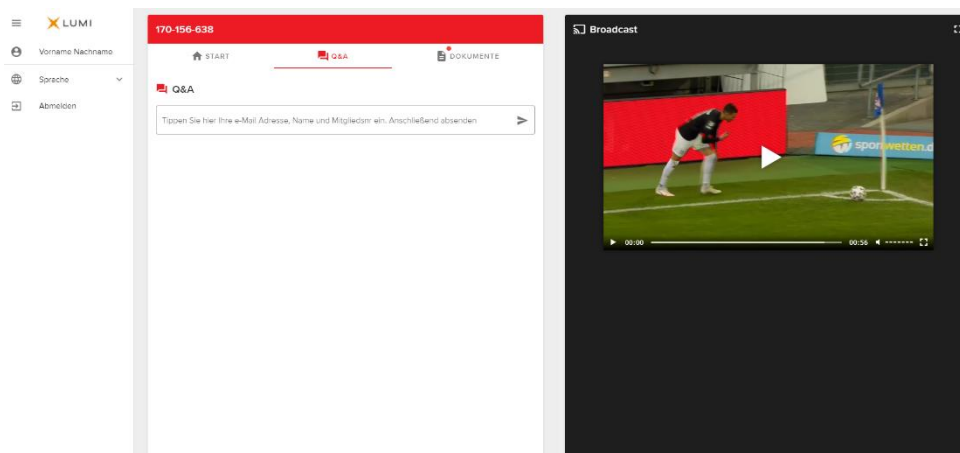 LUMI
Vorname Nachname
Sprache
Abmelden
170-156-638
START
Q&A
DOKUMENTE
Q&A
Tippen Sie hier Ihre e-Mail Adresse, Name und Mitgliedsnr ein. Anschließend absenden
Broadcast
sportwetten.d
00:00
00:56